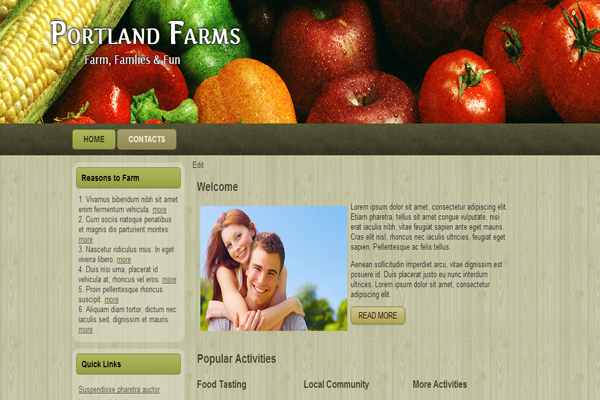 Portland Farms
Farm, Famlies & Fun
HOME
CONTACTS
Edit
Reasons to Farm
1. Vivamus bibendum nibh sit amet
enim fermentum vehicula. more
2. Cum sociis natoque penatibus
et magnis dis parturient montes.
more
3. Nascetur ridiculus mus. In eget
viverra libero. more
4. Duis nisi urna, placerat id
vehicula at, rhoncus vel eros.
more
5. Proin pellentesque rhoncus
suscipit. more
6. Aliquam diam tortor, dictum nec
iaculis sed, dignissim et mauris.
more
Quick Links
Suspendisse pharetra auctor
Welcome
Lorem ipsum dolor sit amet, consectetur adipiscing elit.
Etiam pharetra, tellus sit amet congue vulputate, nisi
erat iaculis nibh, vitae feugiat sapien ante eget mauris.
Cras elit nisl, rhoncus nec iaculis ultricies, feugiat eget
sapien. Pellentesque ac felis tellus.
Aenean sollicitudin imperdiet arcu, vitae dignissim est
posuere id. Duis placerat justo eu nunc interdum
ultrices. Lorem ipsum dolor sit amet, consectetur
adipiscing elit.
READ MORE
Popular Activities
Food Tasting
Local Community
More Activities